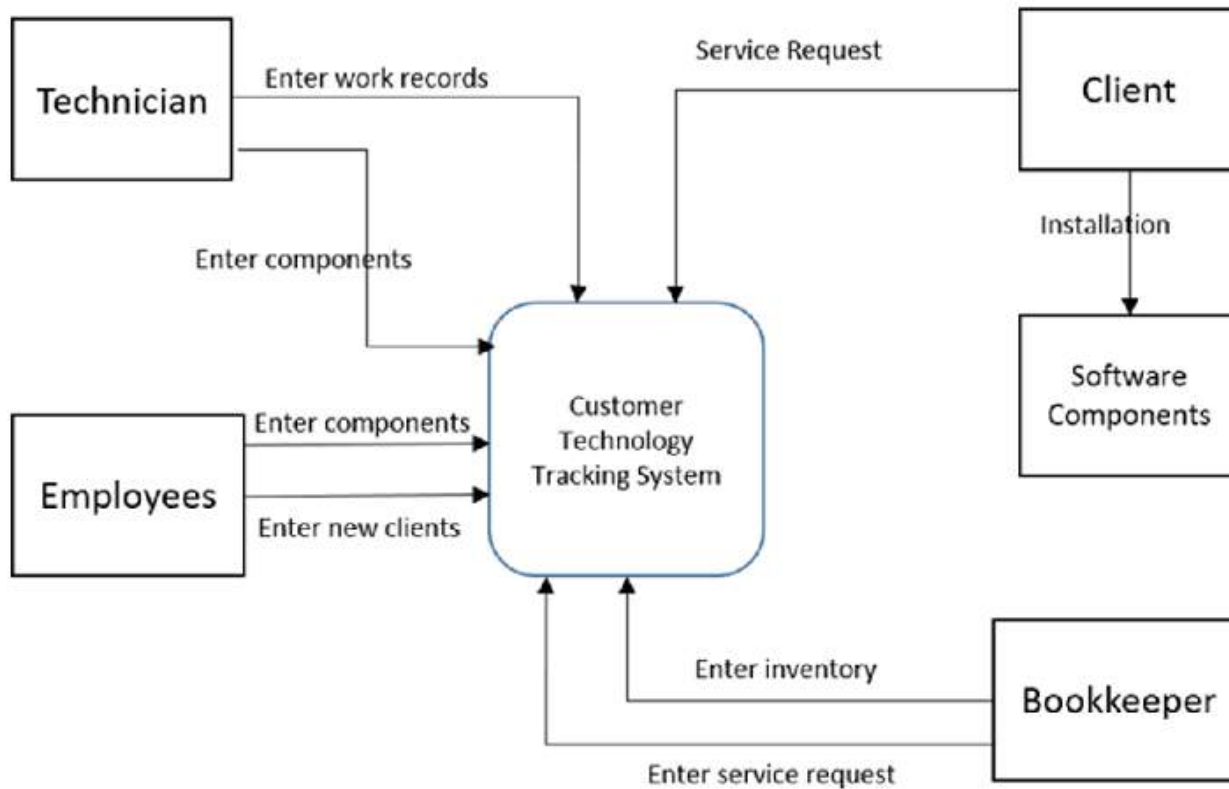 Technician
Enter work records
Service Request
Client
Enter components
Installation
Customer
Technology
Tracking System
Software
Components
Employees
Enter components
Enter new clients
Enter inventory
Bookkeeper
Enter service request